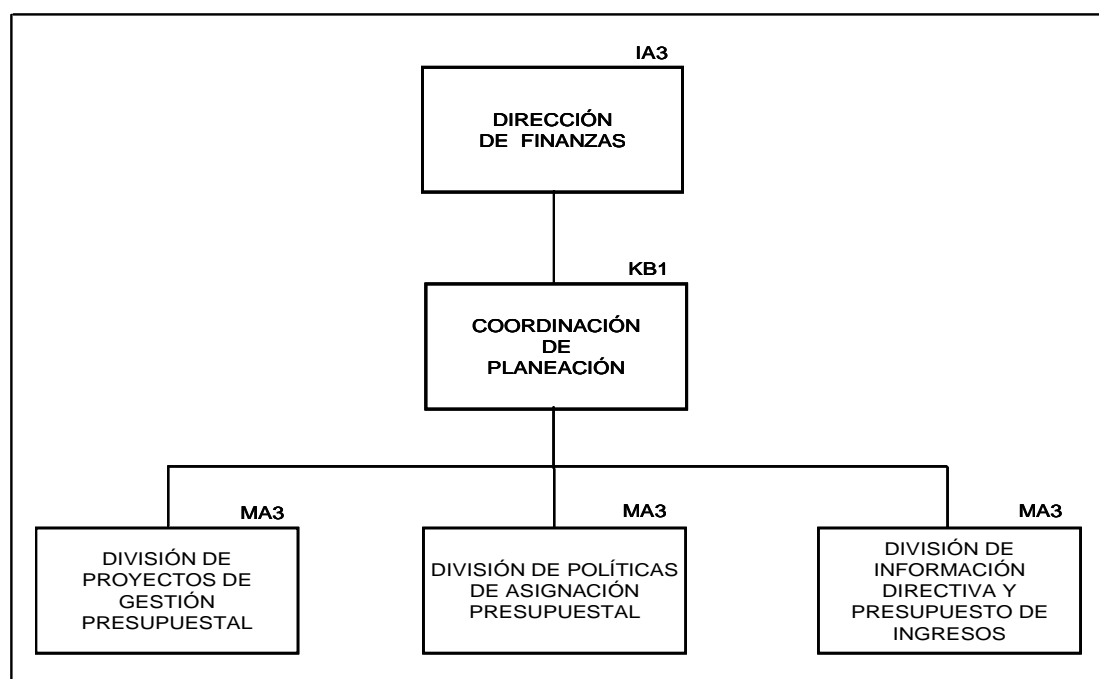 IA3
DIRECCIÓN
DE FINANZAS
KB1
COORDINACIÓN
DE
PLANEACIÓN
MA3
DIVISIÓN DE
PROYECTOS DE
GESTIÓN
PRESUPUESTAL
MA3
DIVISIÓN DE POLÍTICAS
DE ASIGNACIÓN
PRESUPUESTAL
MA3
DIVISIÓN DE
INFORMACIÓN
DIRECTIVA Y
PRESUPUESTO DE
INGRESOS